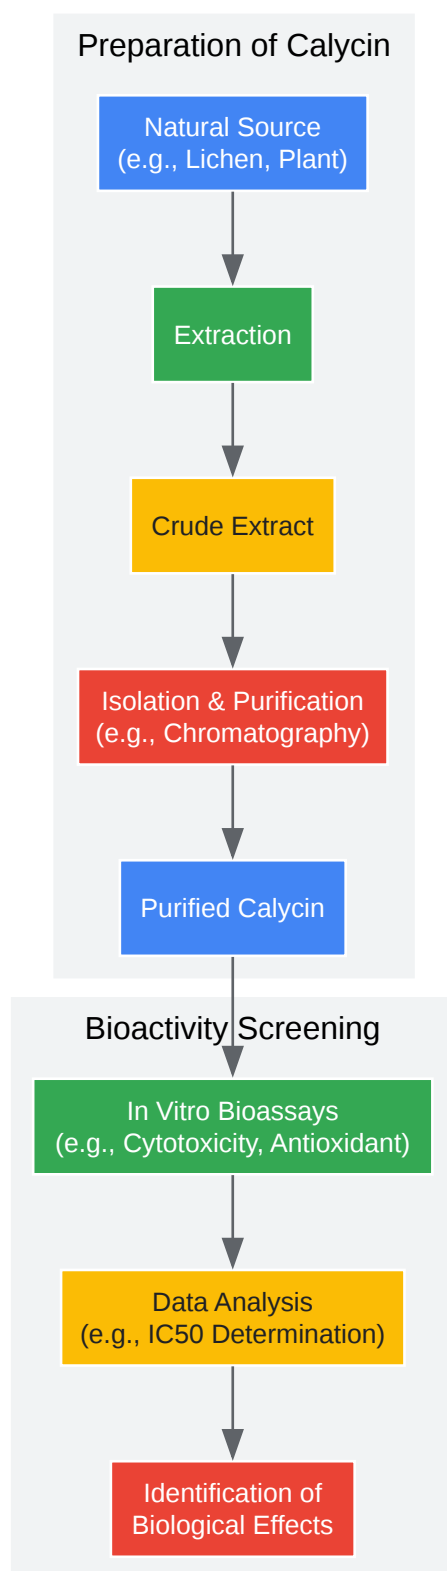 Preparation of Calycin
Natural Source
(e.g., Lichen, Plant)
Extraction
Crude Extract
Isolation & Purification
(e.g., Chromatography)
Purified Calycin
Bioactivity Screening
In Vitro Bioassays
(e.g., Cytotoxicity, Antioxidant)
Data Analysis
(e.g., IC50 Determination)
Identification of
Biological Effects